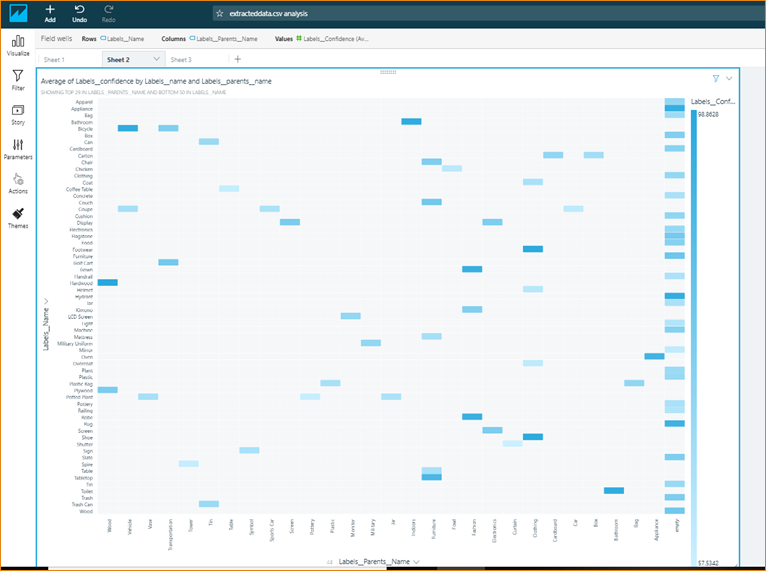 Add
Undo
Redo
extracteddata.csv analysis
Visualize
Filter
Story
Parameters
Actions
Themes
Field wells Rows Labels__Name Columns Labels__Parents__Name Values Labels__Confidence (Av...
Sheet 1 Sheet 2 Sheet 3
Average of Labels__confidence by Labels__name and Labels__parents__name
SHOWING TOP 29 IN LABELS__PARENTS__NAME AND BOTTOM 50 IN LABELS__NAME
Labels__Name
Apparel
Appliance
Bag
Bathroom
Bicycle
Box
Can
Cardboard
Carton
Chair
Chicken
Clothing
Coat
Coffee Table
Concrete
Couch
Coupe
Cushion
Display
Electronics
Flagstone
Food
Footwear
Furniture
Golf Cart
Gown
Handrail
Hardwood
Helmet
Hydrant
Jar
Kimono
LCD Screen
Light
Machine
Mattress
Military Uniform
Mirror
Oven
Overcoat
Plant
Plastic
Plastic Bag
Plywood
Potted Plant
Pottery
Railing
Robe
Rug
Screen
Shoe
Shutter
Sign
Slate
Spire
Table
Tabletop
Tin
Toilet
Trash
Trash Can
Wood
Wood
Vehicle
Vase
Transportation
Tower
Tin
Table
Symbol
Sports Car
Screen
Pottery
Plastic
Monitor
Military
Jar
Indoors
Furniture
Fowl
Fashion
Electronics
Curtain
Clothing
Cardboard
Car
Box
Bathroom
Bag
Appliance
empty
Labels__Parents__Name
Labels__Conf...
98.8628
57.5342